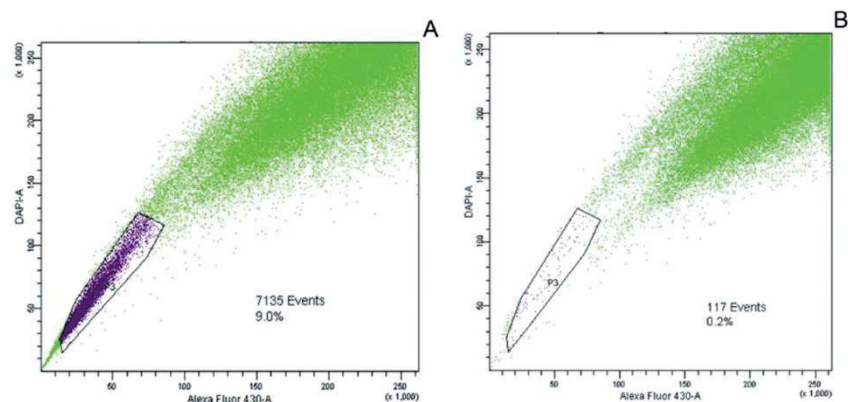 A
(x 1,000)
250
200
150
100
50
DAPI-A
P3
7135 Events
9.0%
50 100 150 200 250
Alexa Fluor 430-A
(x 1,000)
B
(x 1,000)
250
200
150
100
50
DAPI-A
P3
117 Events
0.2%
50 100 150 200 250
Alexa Fluor 430-A
(x 1,000)